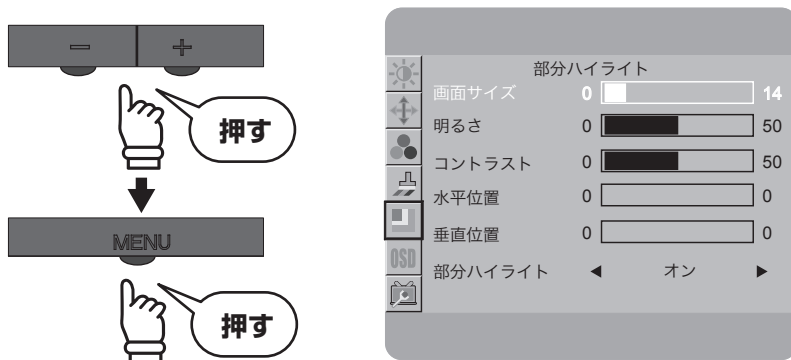 − +
押す
MENU
押す
部分ハイライト
画面サイズ 0 14
明るさ 0 50
コントラスト 0 50
水平位置 0 0
垂直位置 0 0
OSD
部分ハイライト ◀ オン ▶